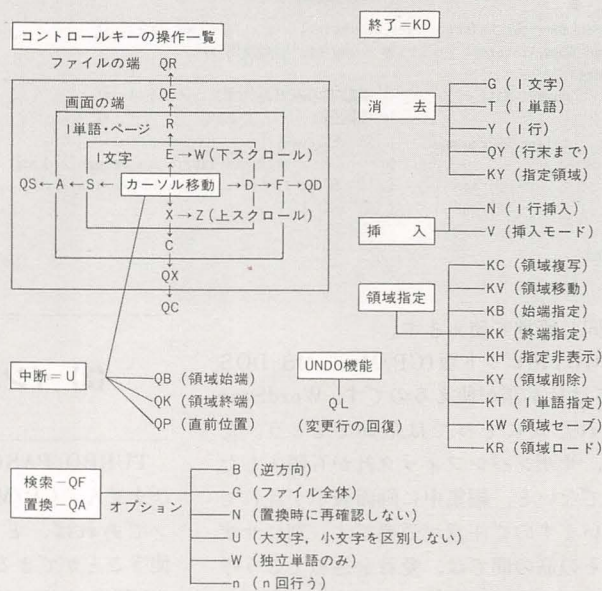 コントロールキーの操作一覧
終了=KD
ファイルの端 QR
↑
QE
画面の端 ↑
1単語・ページ R
↑
1文字 E→W(下スクロール)
↑
QS←A←S← カーソル移動 →D→F→QD
↓
X→Z(上スクロール)
↓
C
↓
QX
↓
QC
消 去
G(1文字)
T(1単語)
Y(1行)
QY(行末まで)
KY(指定領域)
挿 入
N(1行挿入)
V(挿入モード)
領域指定
KC(領域複写)
KV(領域移動)
KB(始端指定)
KK(終端指定)
KH(指定非表示)
KY(領域削除)
KT(1単語指定)
KW(領域セーブ)
KR(領域ロード)
中断=U
QB(領域始端)
QK(領域終端)
QP(直前位置)
UNDO機能
QL
(変更行の回復)
検索-QF
置換-QA
オプション
B(逆方向)
G(ファイル全体)
N(置換時に再確認しない)
U(大文字、小文字を区別しない)
W(独立単語のみ)
n(n回行う)